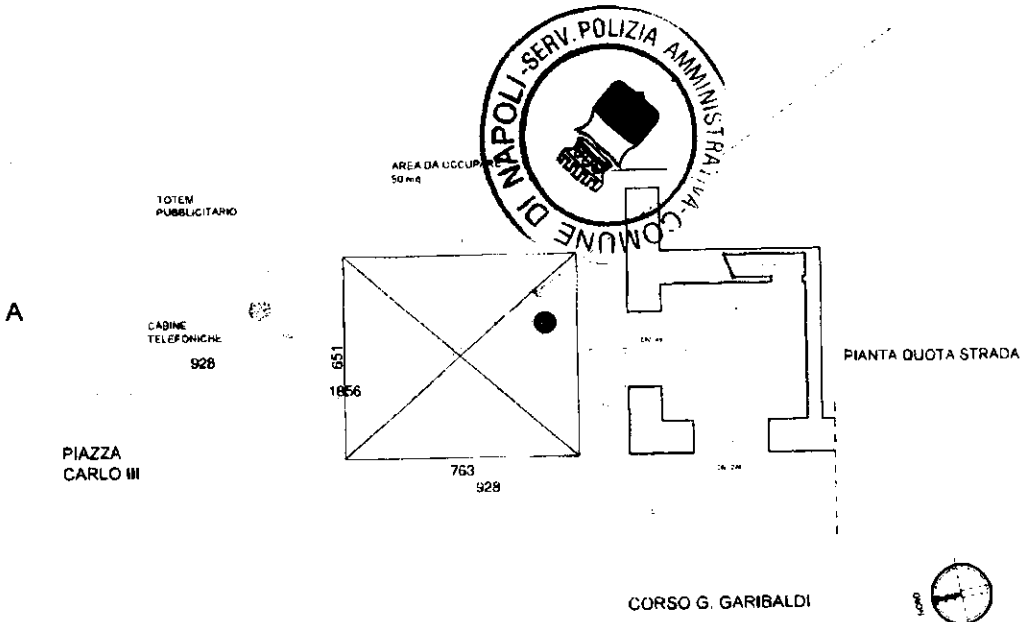 COMUNE DI NAPOLI-SERV. POLIZIA AMMINISTRATIVA-
AREA DA OCCUPARE
50 mq
TOTEM
PUBBLICITARIO
A
CABINE
TELEFONICHE
928
651
1856
PIANTA QUOTA STRADA
PIAZZA
CARLO III
763
928
CORSO G. GARIBALDI
NORD